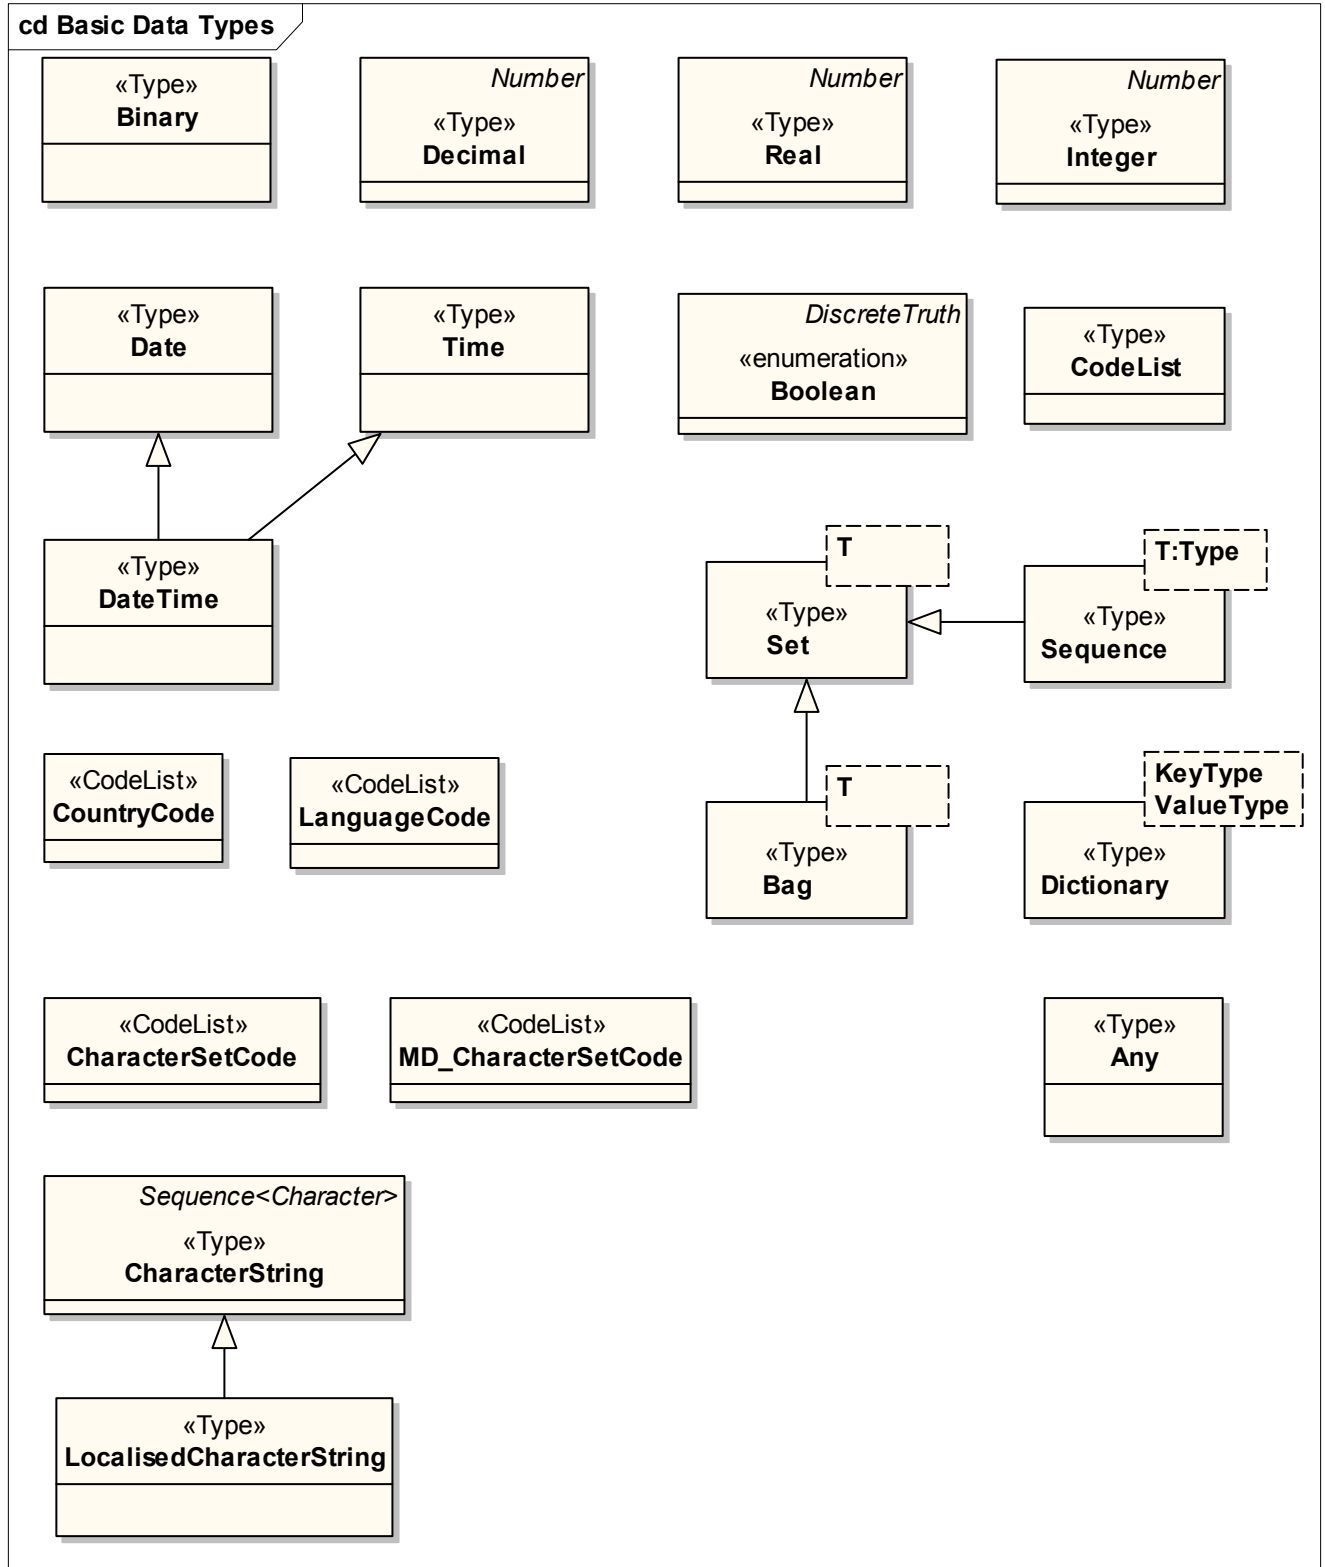 cd Basic Data Types
«Type»
Binary
Number
«Type»
Decimal
Number
«Type»
Real
Number
«Type»
Integer
«Type»
Date
«Type»
Time
DiscreteTruth
«enumeration»
Boolean
«Type»
CodeList
«Type»
DateTime
T
«Type»
Set
T:Type
«Type»
Sequence
«CodeList»
CountryCode
«CodeList»
LanguageCode
T
«Type»
Bag
KeyType
ValueType
«Type»
Dictionary
«CodeList»
CharacterSetCode
«CodeList»
MD_CharacterSetCode
«Type»
Any
Sequence<Character>
«Type»
CharacterString
«Type»
LocalisedCharacterString